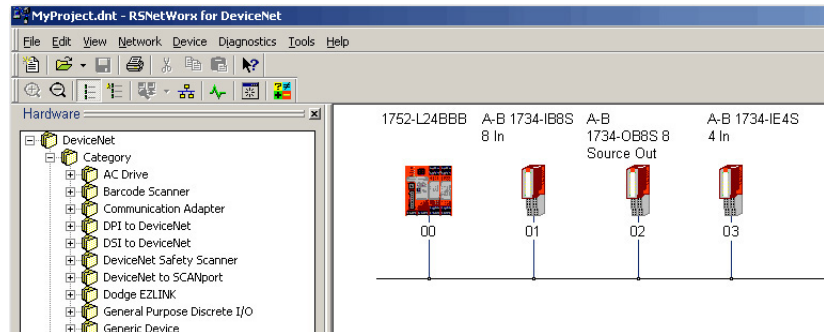 MyProject.dnt - RSNetWorx for DeviceNet
File Edit View Network Device Diagnostics Tools Help
Hardware
DeviceNet
Category
AC Drive
Barcode Scanner
Communication Adapter
DPI to DeviceNet
DSI to DeviceNet
DeviceNet Safety Scanner
DeviceNet to SCANport
Dodge EZLINK
General Purpose Discrete I/O
Generic Device
1752-L24BBB
A-B 1734-IB8S
8 In
A-B
1734-OB8S 8
Source Out
A-B 1734-IE4S
4 In
00
01
02
03